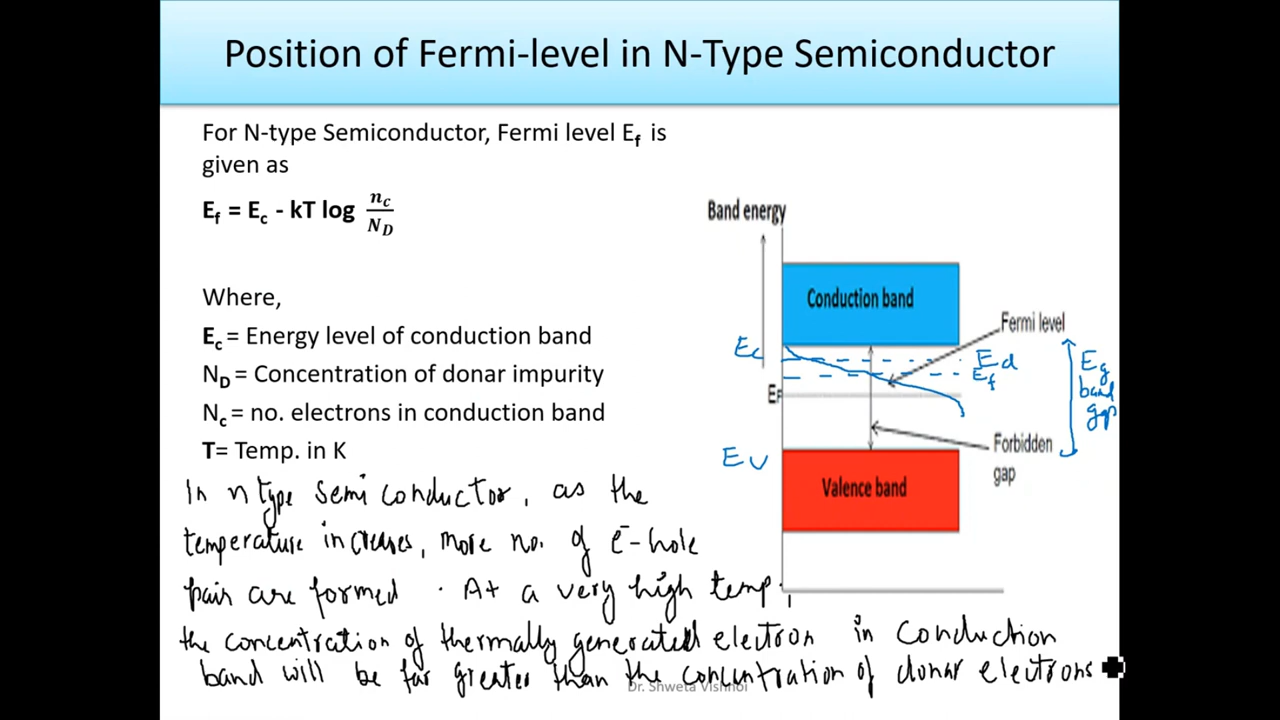 Position of Fermi-level in N-Type Semiconductor
For N-type Semiconductor, Fermi level Ef is
given as
Ef = Ec - kT log nc/ND
Where,
Ec = Energy level of conduction band
ND = Concentration of donar impurity
Nc = no. electrons in conduction band
T= Temp. in K
Band energy
Conduction band
Fermi level
Ec
Ed
Ef
EF
Eg
band
gap
Forbidden
gap
Ev
Valence band
In n type semi conductor, as the
temperature increases, more no. of e⁻-hole
pair are formed. At a very high temp.,
the concentration of thermally generated electron in conduction
band will be far greater than the concentration of donar electrons
Dr. Shweta Vishnoi